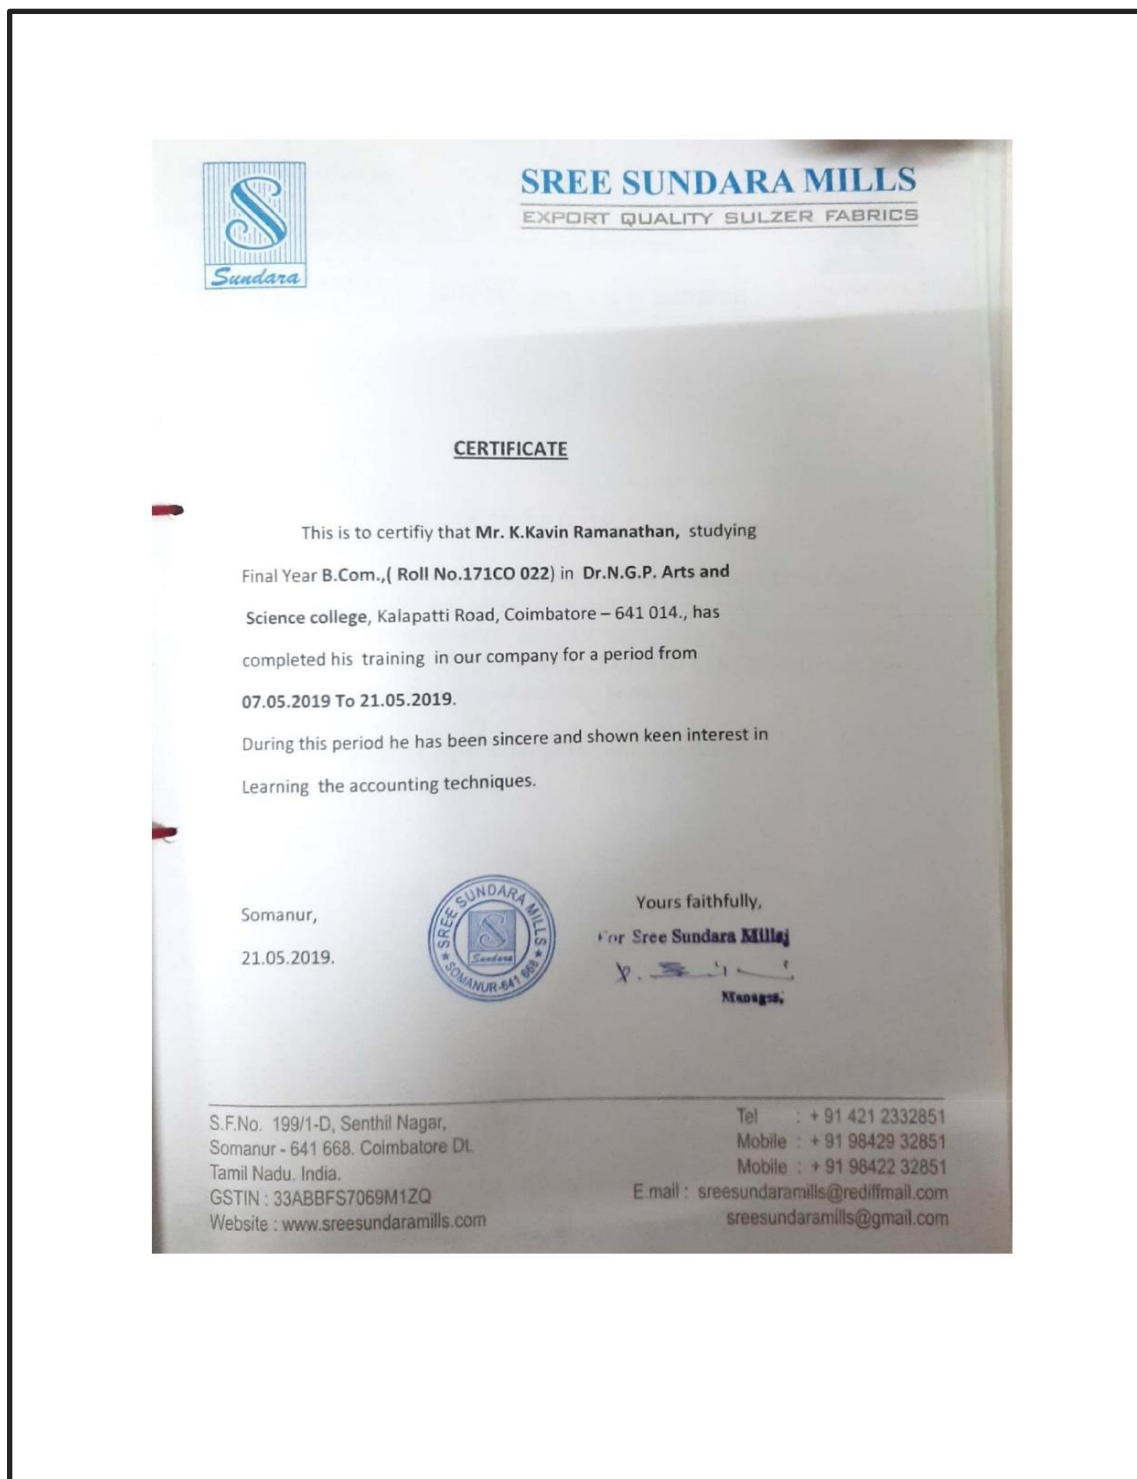 S
Sundara
SREE SUNDARA MILLS
EXPORT QUALITY SULZER FABRICS
CERTIFICATE
This is to certifiy that Mr. K.Kavin Ramanathan, studying
Final Year B.Com.,( Roll No.171CO 022) in Dr.N.G.P. Arts and
Science college, Kalapatti Road, Coimbatore – 641 014., has
completed his training in our company for a period from
07.05.2019 To 21.05.2019.
During this period he has been sincere and shown keen interest in
Learning the accounting techniques.
Somanur,
21.05.2019.
SREE SUNDARA MILLS
S
Sundara
★ SOMANUR-641 668 ★
Yours faithfully,
For Sree Sundara Mills
Manager,
S.F.No. 199/1-D, Senthil Nagar,
Somanur - 641 668. Coimbatore Dt.
Tamil Nadu. India.
GSTIN : 33ABBFS7069M1ZQ
Website : www.sreesundaramills.com
Tel : + 91 421 2332851
Mobile : + 91 98429 32851
Mobile : + 91 98422 32851
E.mail : sreesundaramills@rediffmail.com
sreesundaramills@gmail.com